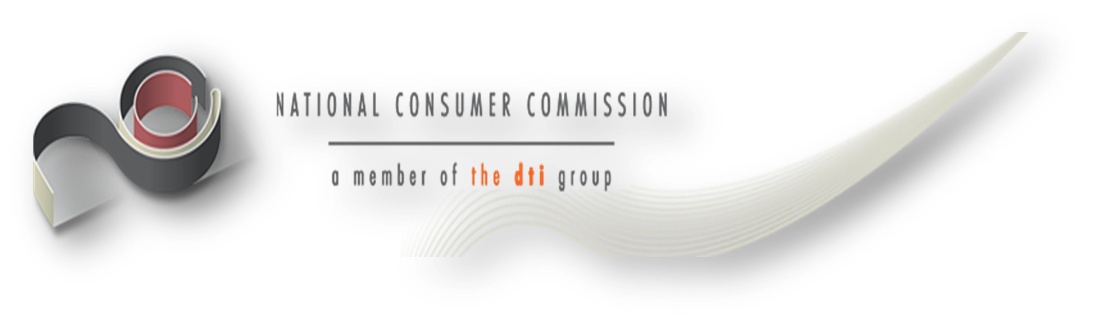 NATIONAL CONSUMER COMMISSION
a member of the dti group